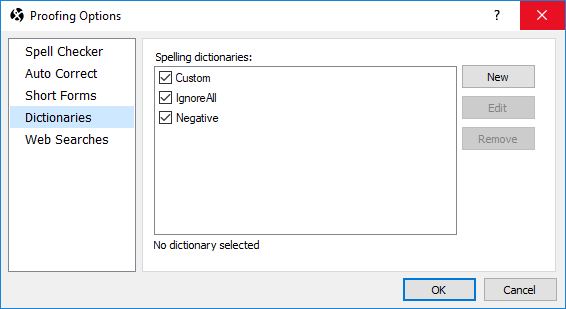 Proofing Options
?
Spell Checker
Auto Correct
Short Forms
Dictionaries
Web Searches
Spelling dictionaries:
Custom
IgnoreAll
Negative
New
Edit
Remove
No dictionary selected
OK
Cancel